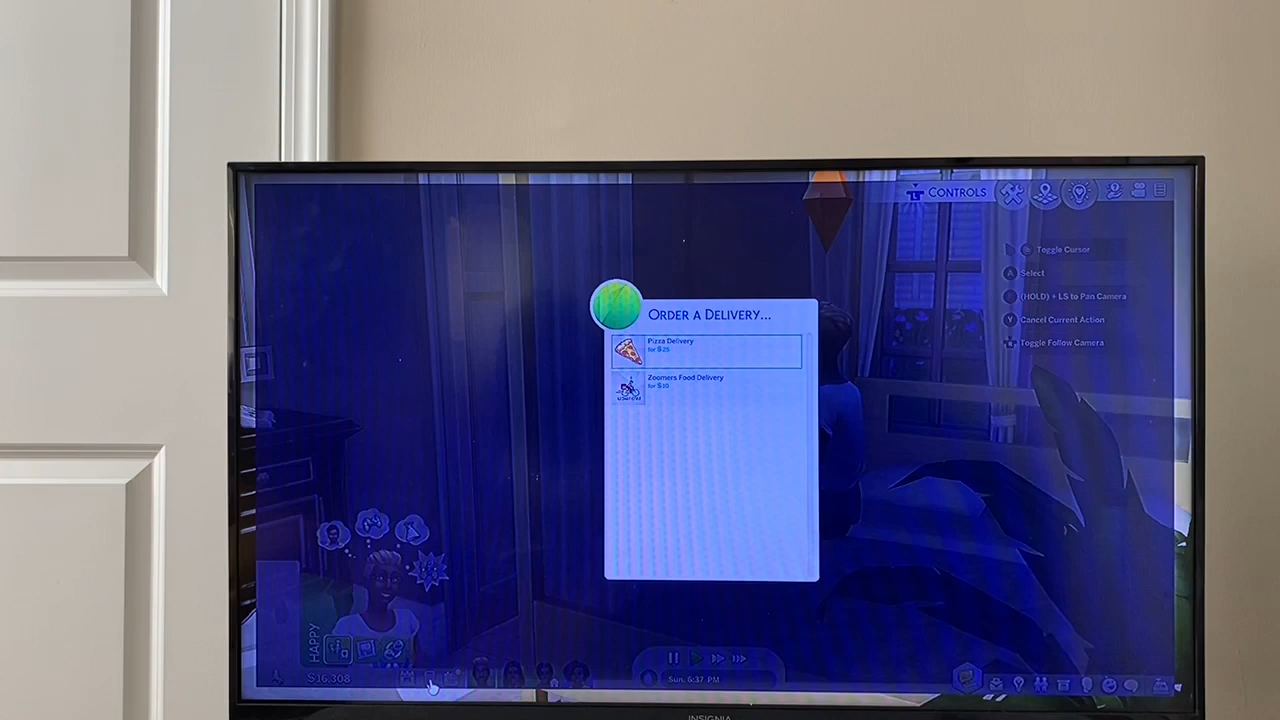 CONTROLS
Toggle Cursor
A Select
(HOLD) + LS to Pan Camera
Y Cancel Current Action
Toggle Follow Camera
ORDER A DELIVERY...
Pizza Delivery
for §25
Zoomers Food Delivery
for §10
HAPPY
§16,308
Sun. 6:37 PM
INSIGNIA